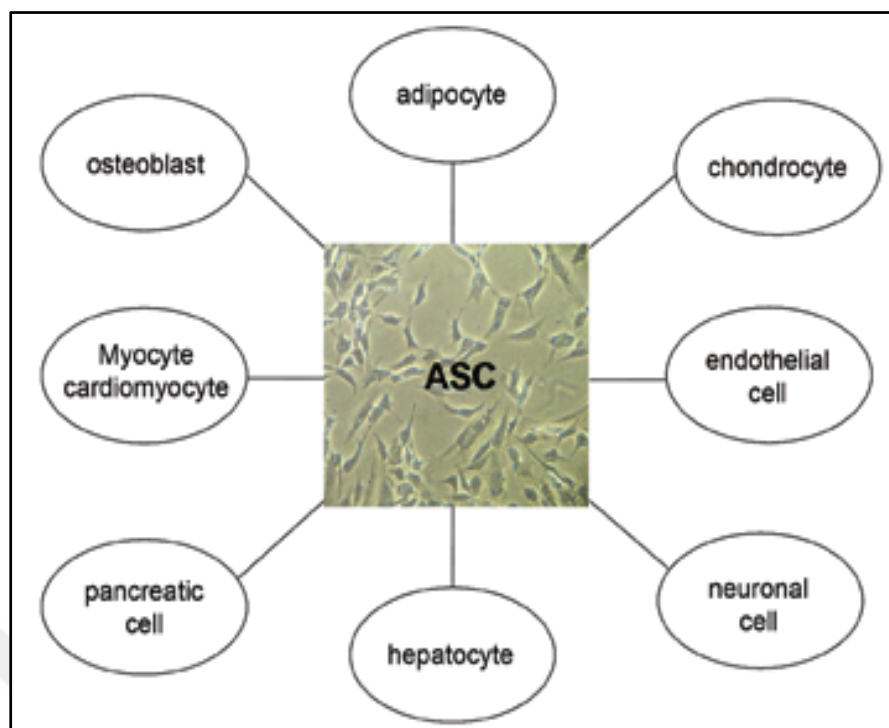 adipocyte
osteoblast
chondrocyte
Myocyte
cardiomyocyte
ASC
endothelial
cell
pancreatic
cell
neuronal
cell
hepatocyte